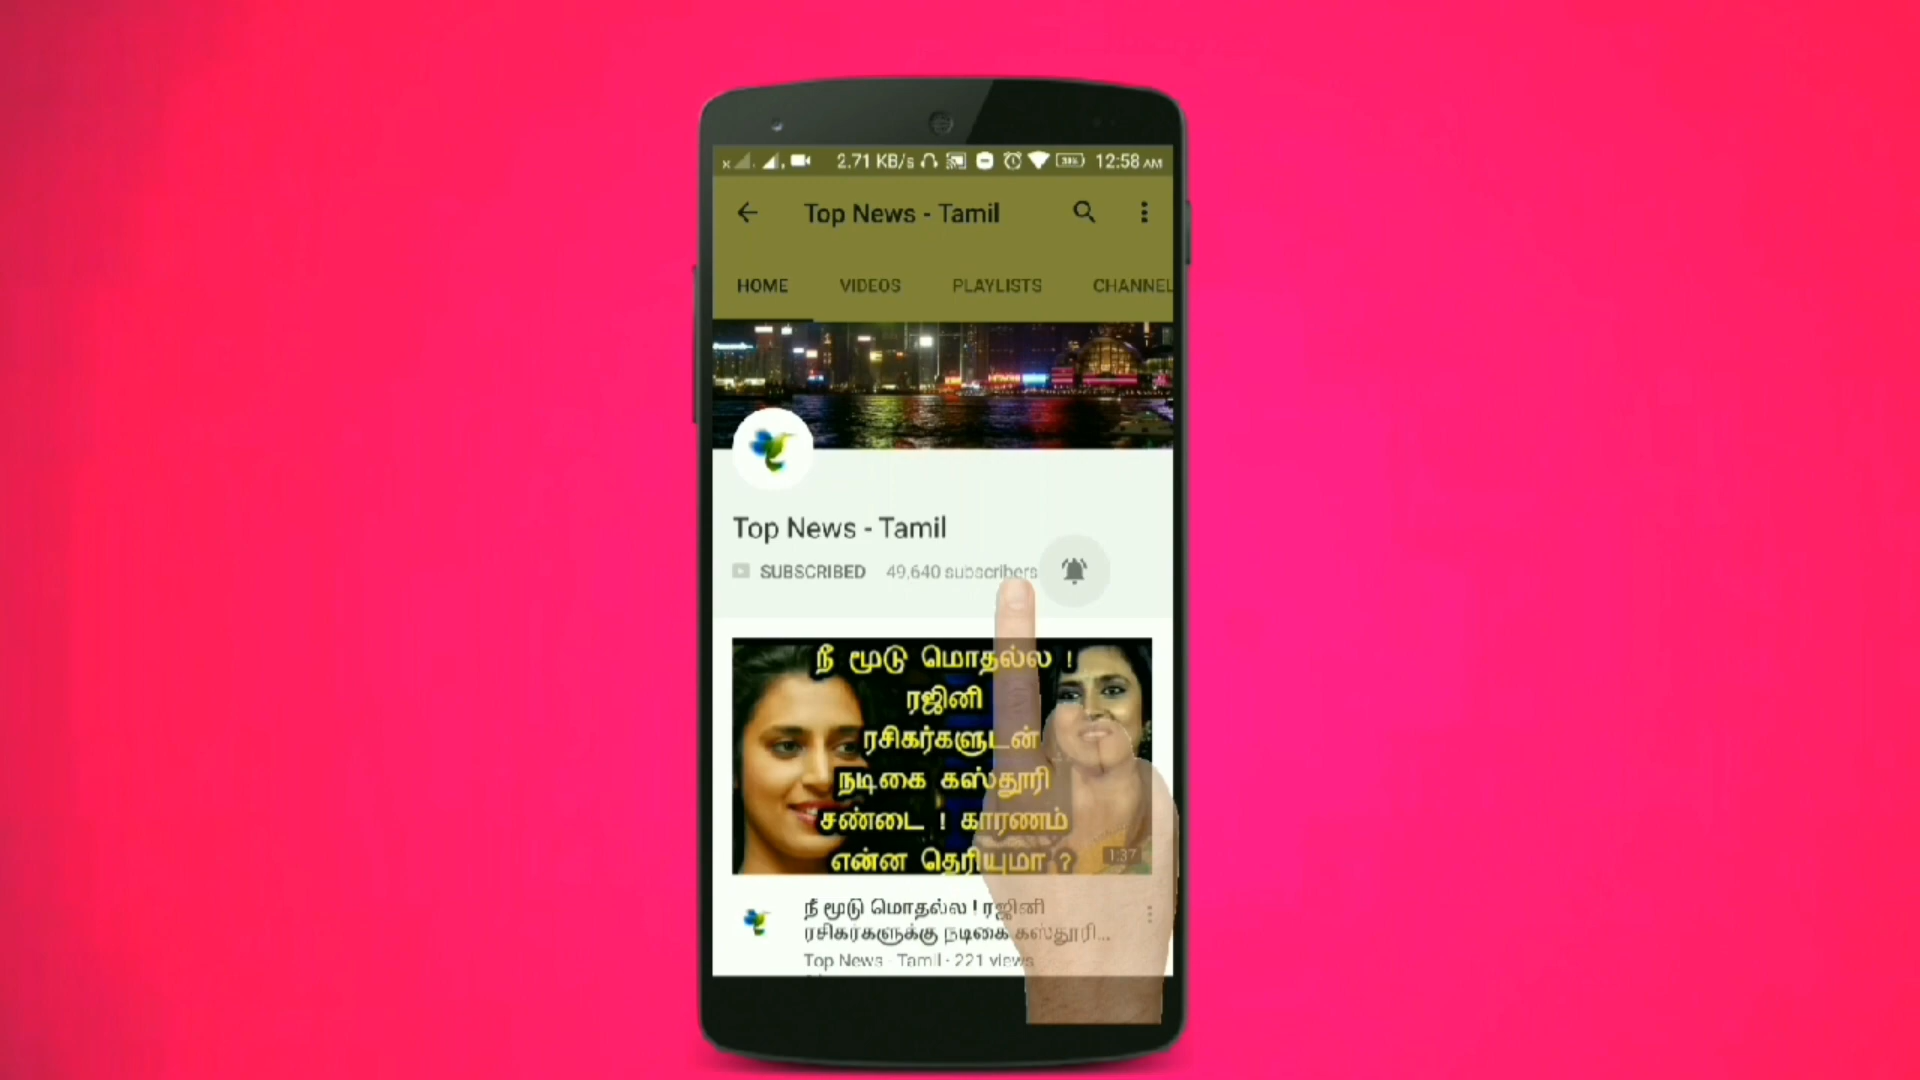 2.71 KB/s 12:58 AM
Top News - Tamil
HOME VIDEOS PLAYLISTS CHANNEL
Top News - Tamil
SUBSCRIBED 49,640 subscribers
நீ மூடு மொதல்ல !
ரஜினி
ரசிகர்களுடன்
நடிகை கஸ்தூரி
சண்டை ! காரணம்
என்ன தெரியுமா ?
1:37
நீ மூடு மொதல்ல ! ரஜினி
ரசிகர்களுக்கு நடிகை கஸ்தூரி...
Top News - Tamil · 221 views